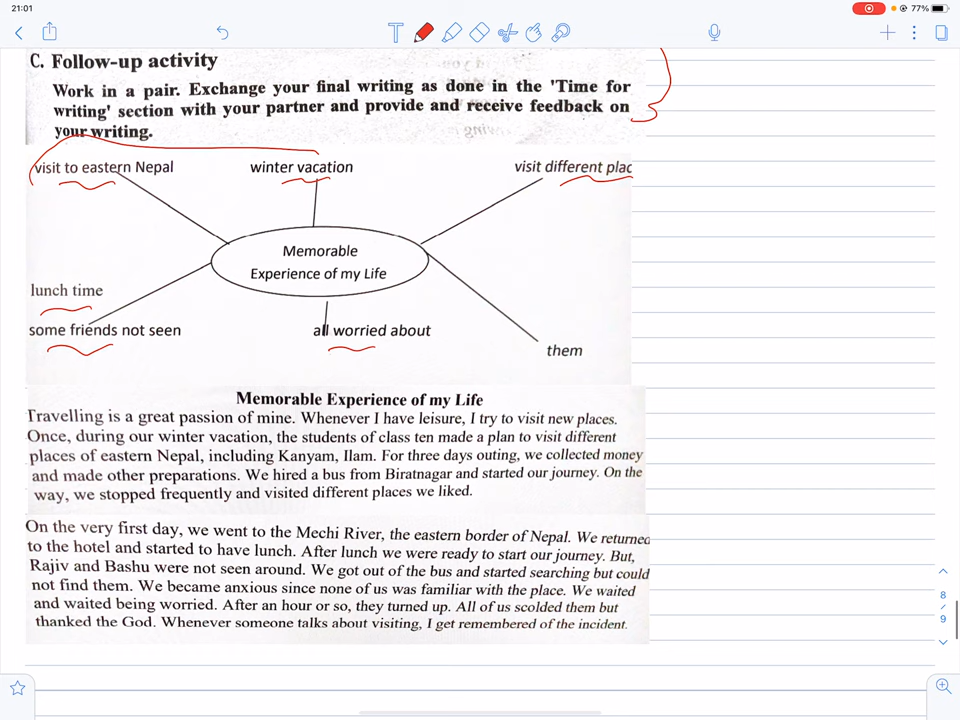 21:01
77%
C. Follow-up activity
Work in a pair. Exchange your final writing as done in the 'Time for
writing' section with your partner and provide and receive feedback on
your writing.
visit to eastern Nepal winter vacation visit different plac
Memorable
Experience of my Life
lunch time
some friends not seen all worried about
them
Memorable Experience of my Life
Travelling is a great passion of mine. Whenever I have leisure, I try to visit new places.
Once, during our winter vacation, the students of class ten made a plan to visit different
places of eastern Nepal, including Kanyam, Ilam. For three days outing, we collected money
and made other preparations. We hired a bus from Biratnagar and started our journey. On the
way, we stopped frequently and visited different places we liked.
On the very first day, we went to the Mechi River, the eastern border of Nepal. We returned
to the hotel and started to have lunch. After lunch we were ready to start our journey. But,
Rajiv and Bashu were not seen around. We got out of the bus and started searching but could
not find them. We became anxious since none of us was familiar with the place. We waited
and waited being worried. After an hour or so, they turned up. All of us scolded them but
thanked the God. Whenever someone talks about visiting, I get remembered of the incident.
8
/
9